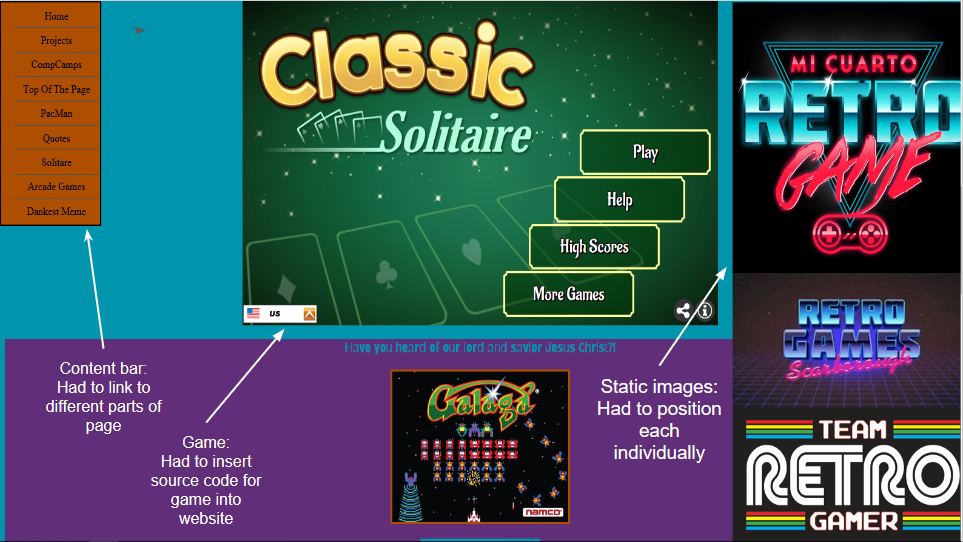 Home
Projects
CompCamps
Top Of The Page
PacMan
Quotes
Solitare
Arcade Games
Dankest Meme
Classic
Solitaire
Play
Help
High Scores
More Games
US
MI CUARTO
RETRO
GAME
RETRO
GAMES
Scarborough
TEAM
RETRO
GAMER
Have you heard of our lord and savior Jesus Christ?!
Galaga
namco
Content bar:
Had to link to
different parts of
page
Game:
Had to insert
source code for
game into
website
Static images:
Had to position
each
individually